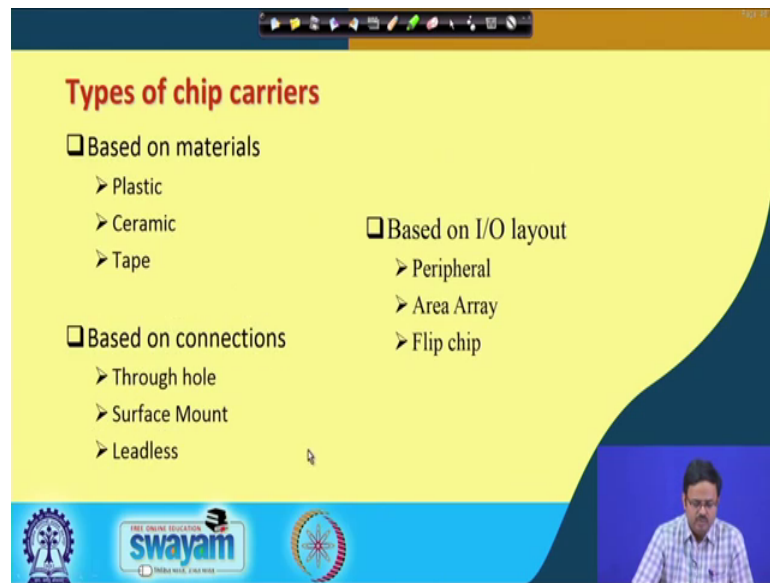 Types of chip carriers
Based on materials
Plastic
Ceramic
Tape
Based on connections
Through hole
Surface Mount
Leadless
Based on I/O layout
Peripheral
Area Array
Flip chip
FREE ONLINE EDUCATION
swayam